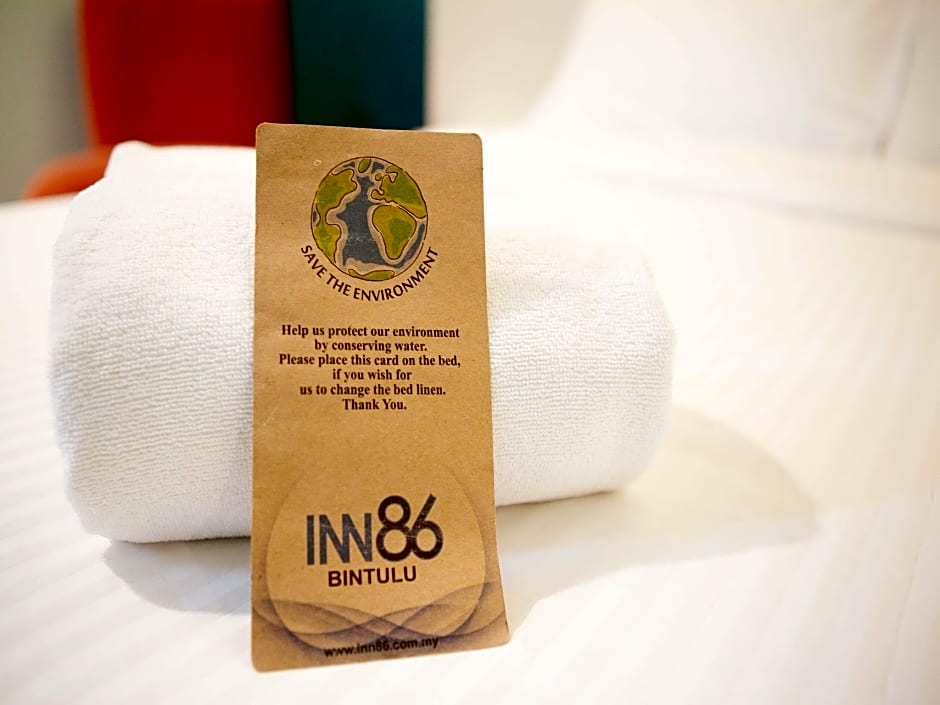 SAVE THE ENVIRONMENT
Help us protect our environment
by conserving water.
Please place this card on the bed,
if you wish for
us to change the bed linen.
Thank You.
INN86
BINTULU
www.inn86.com.my